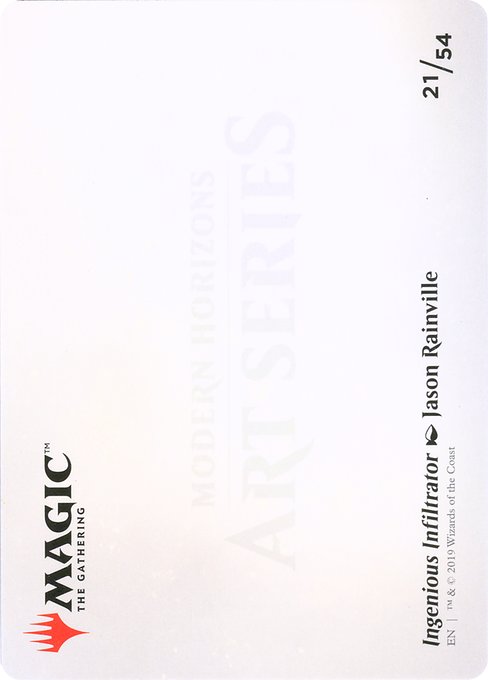 MAGIC™
THE GATHERING
MODERN HORIZONS
ART SERIES
Ingenious Infiltrator Jason Rainville
EN | ™ & © 2019 Wizards of the Coast
21/54